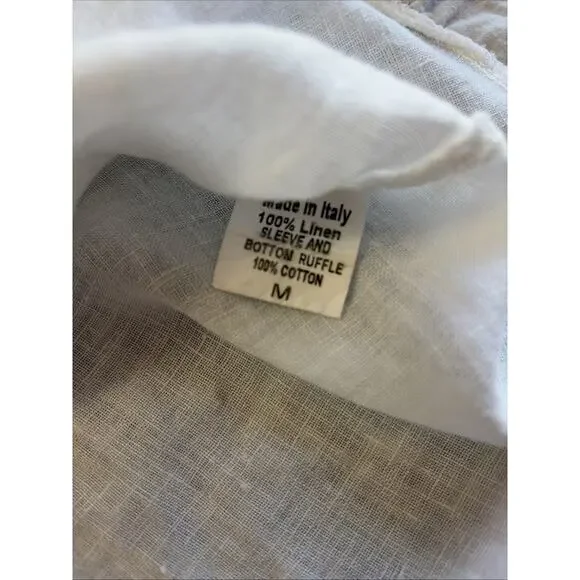 Made in Italy
100% Linen
SLEEVE AND
BOTTOM RUFFLE
100% COTTON
M